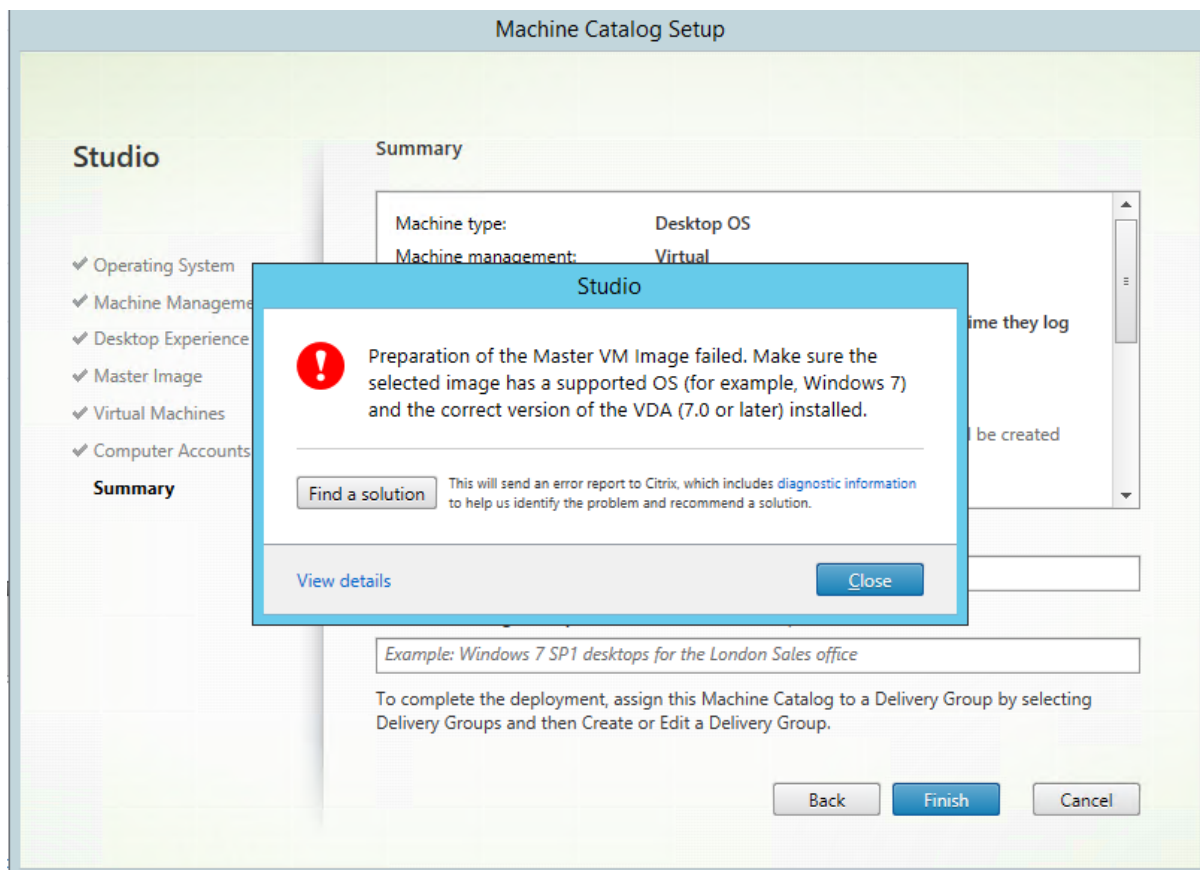 Machine Catalog Setup
Studio
Operating System
Machine Manageme
Desktop Experience
Master Image
Virtual Machines
Computer Accounts
Summary
Summary
Machine type: Desktop OS
Machine management: Virtual
ime they log
l be created
Studio
Preparation of the Master VM Image failed. Make sure the
selected image has a supported OS (for example, Windows 7)
and the correct version of the VDA (7.0 or later) installed.
Find a solution
This will send an error report to Citrix, which includes diagnostic information
to help us identify the problem and recommend a solution.
View details
Close
Example: Windows 7 SP1 desktops for the London Sales office
To complete the deployment, assign this Machine Catalog to a Delivery Group by selecting
Delivery Groups and then Create or Edit a Delivery Group.
Back
Finish
Cancel